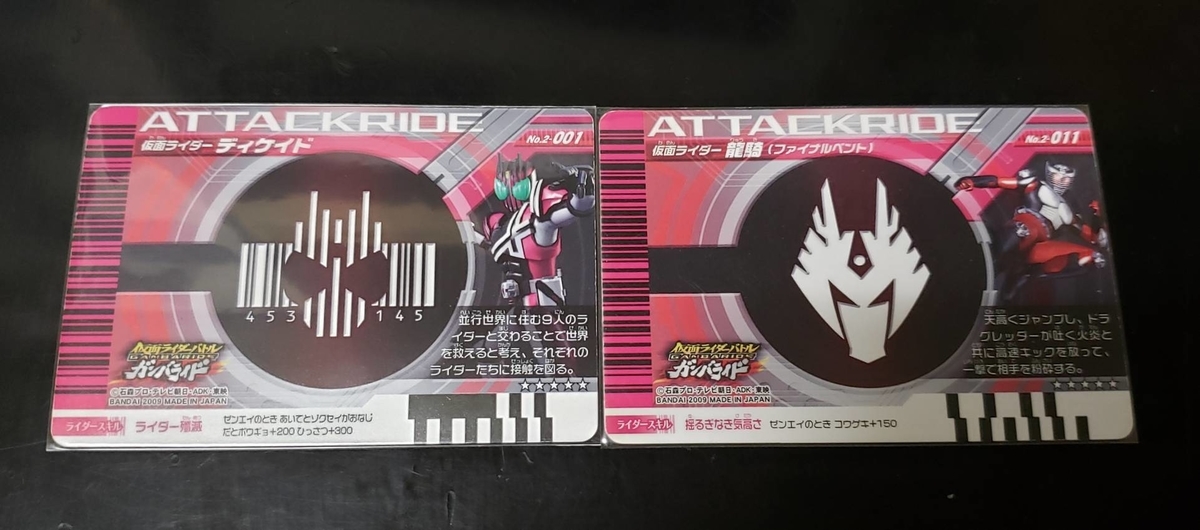 ATTACKRIDE
仮面ライダー ディケイド
No.2-001
453 145
並行世界に住む9人のラ
イダーと交わることで世界
を救えると考え、それぞれの
ライダーたちに接触を図る。
仮面ライダーバトル
GANBARIDE
ガンバライド
©石森プロ・テレビ朝日・ADK・東映
BANDAI 2009 MADE IN JAPAN
ライダースキル ライダー殲滅
ゼンエイのとき あいてとゾクセイがおなじ
だとボウギョ+200 ひっさつ+300
ATTACKRIDE
仮面ライダー 龍騎(ファイナルベント)
No.2-011
天高くジャンプし、ドラ
グレッダーが吐く火炎と
共に高速キックを放って、
一撃で相手を粉砕する。
仮面ライダーバトル
GANBARIDE
ガンバライド
©石森プロ・テレビ朝日・ADK・東映
BANDAI 2009 MADE IN JAPAN
ライダースキル 揺るぎなき気高さ ゼンエイのとき コウゲキ+150